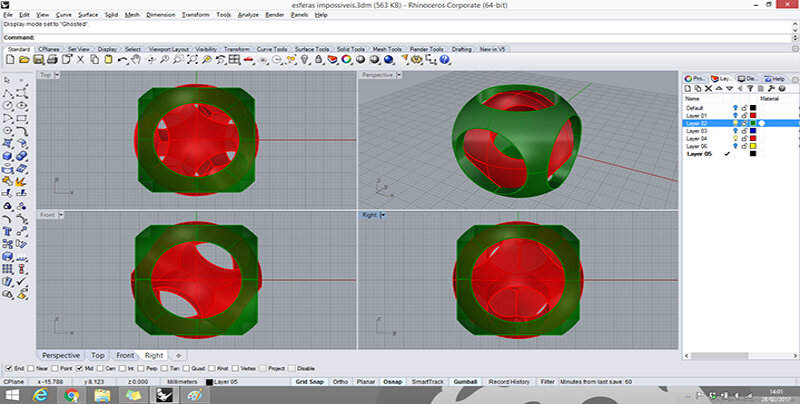 esferas impossiveis.3dm (563 KB) - Rhinoceros Corporate (64-bit)
File Edit View Curve Surface Solid Mesh Dimension Transform Tools Analyze Render Panels Help
Display mode set to "Ghosted".
Command:
Standard CPlanes Set View Display Select Viewport Layout Visibility Transform Curve Tools Surface Tools Solid Tools Mesh Tools Render Tools Drafting New in V5
Top
Perspective
Pro... Lay... Dis... Help
Name Material
Default
Layer 01
Layer 02
Layer 03
Layer 04
Layer 06
Layer 05
y
x
z
y
x
Front
Right
z
x
z
y
Perspective Top Front Right
End Near Point Mid Cen Int Perp Tan Quad Knot Vertex Project Disable
CPlane x -15.788 y 8.123 z 0.000 Millimeters Layer 05 Grid Snap Ortho Planar Osnap SmartTrack Gumball Record History Filter Minutes from last save: 60
14:01
28/02/2017